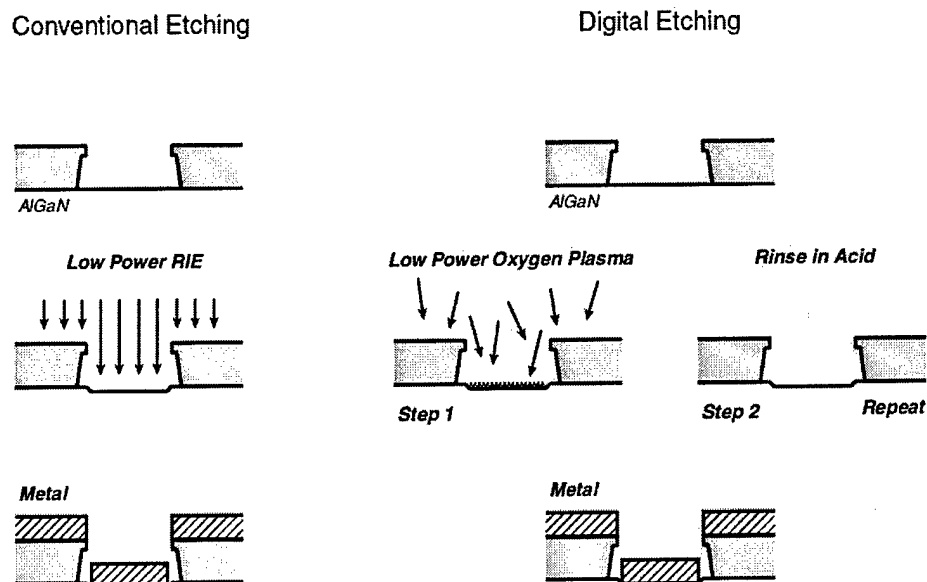 Conventional Etching
Digital Etching
AlGaN
AlGaN
Low Power RIE
Low Power Oxygen Plasma
Rinse in Acid
Step 1
Step 2
Repeat
Metal
Metal